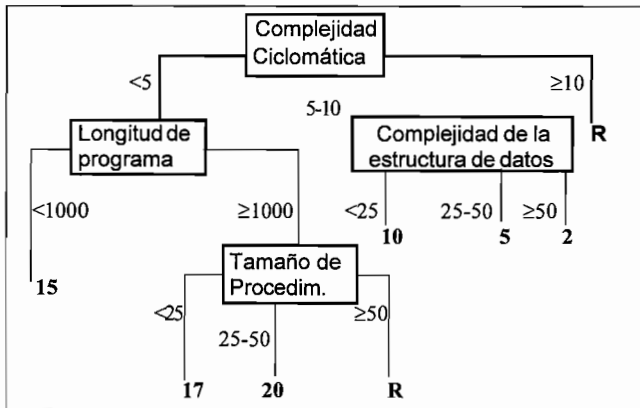 Complejidad
Ciclomática
<5
5-10
≥10
Longitud de
programa
Complejidad de la
estructura de datos
R
<1000
≥1000
<25
25-50
≥50
10
5
2
15
Tamaño de
Procedim.
<25
25-50
≥50
17
20
R